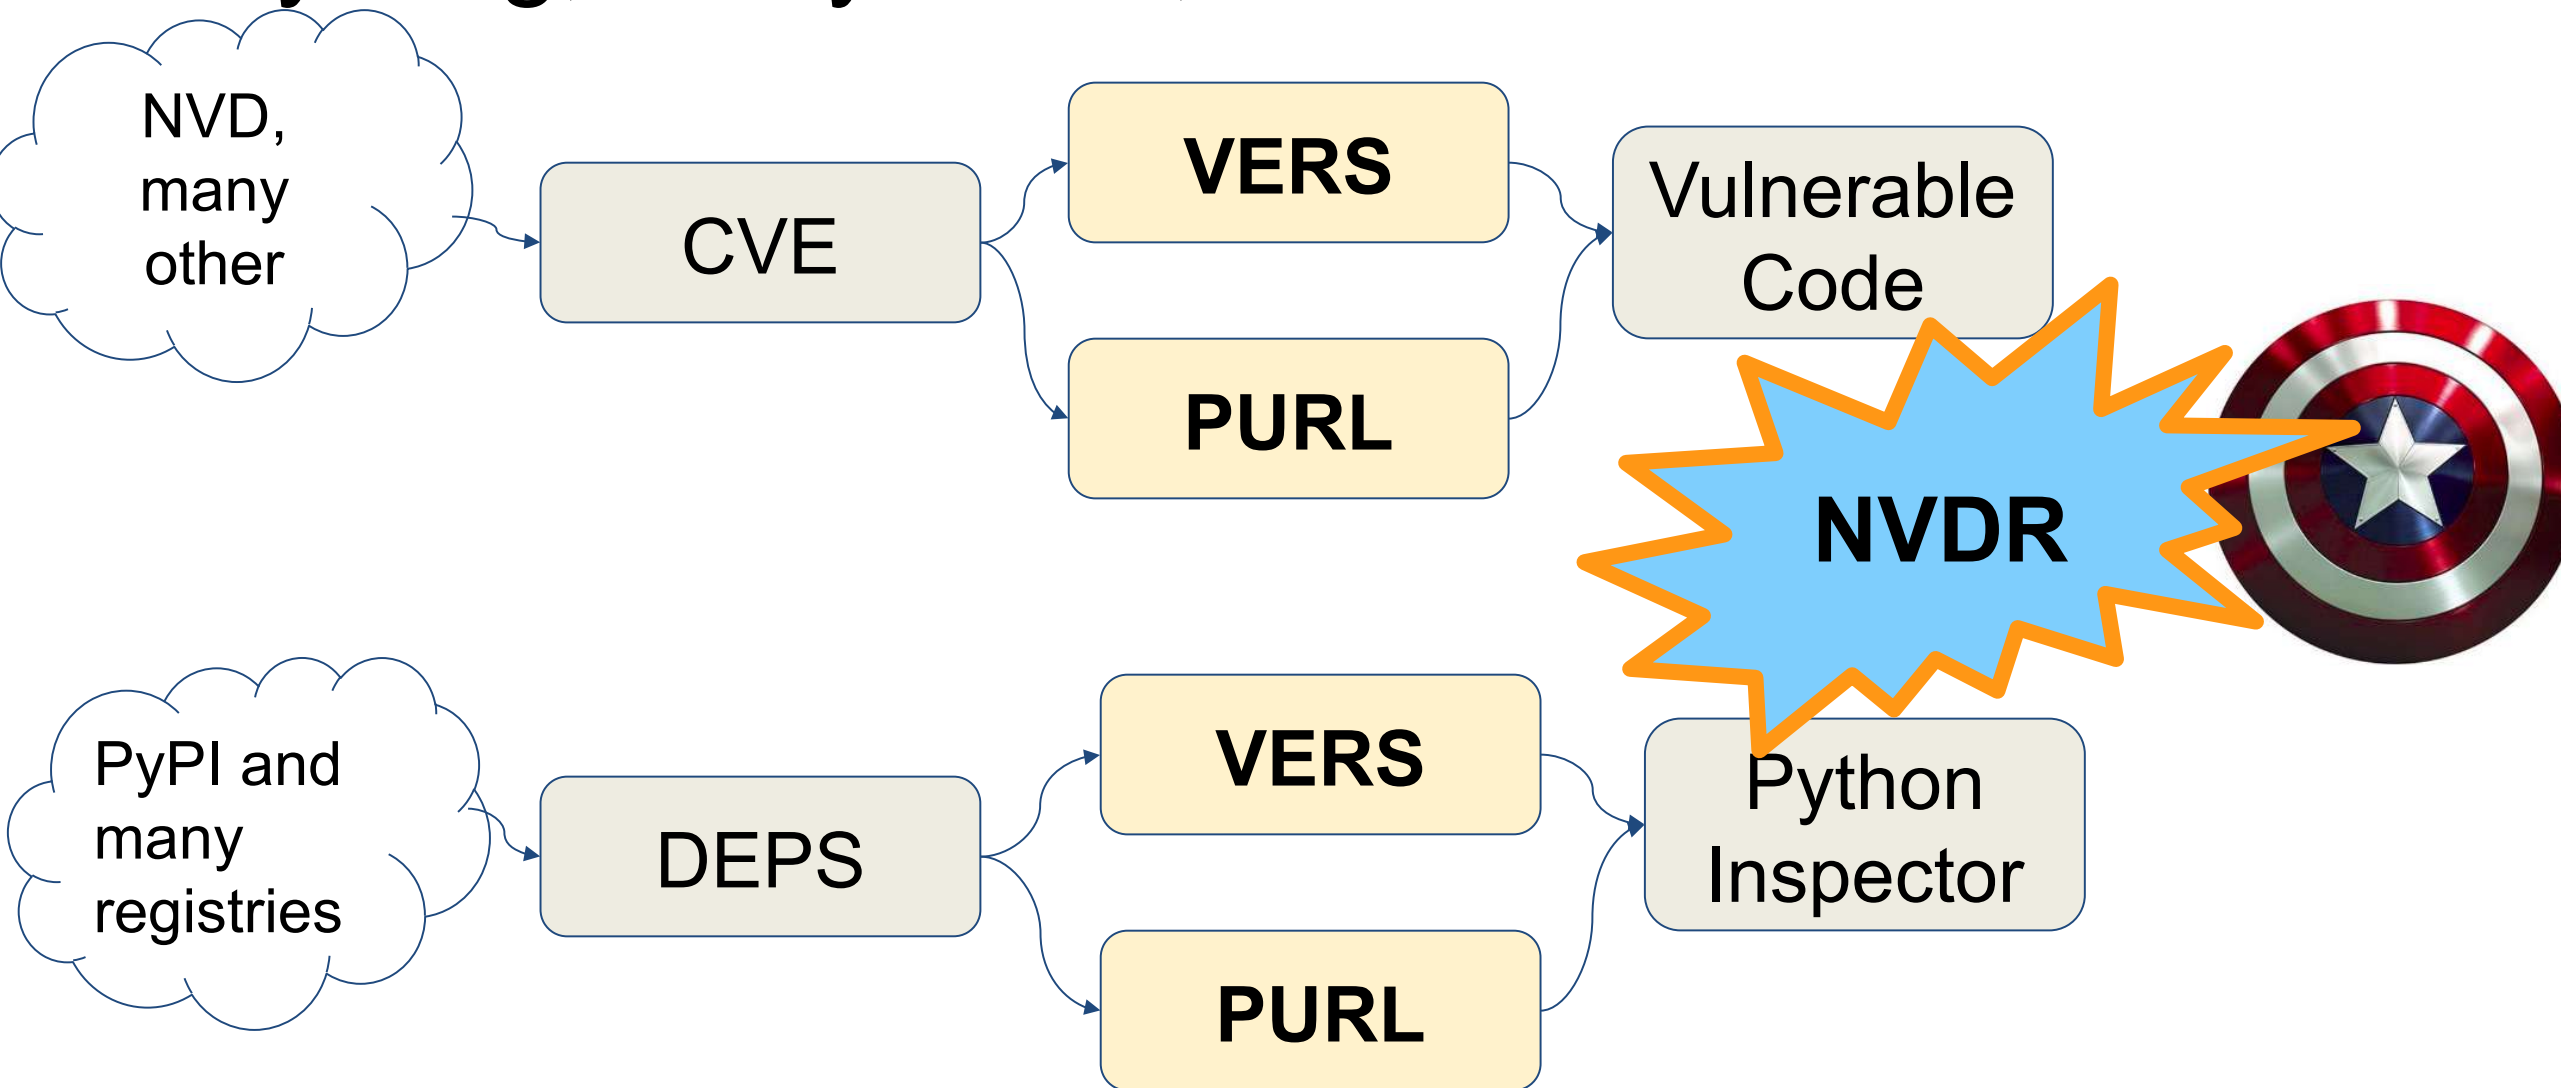 NVD,
many
other
CVE
VERS
PURL
Vulnerable
Code
NVDR
PyPI and
many
registries
DEPS
VERS
PURL
Python
Inspector